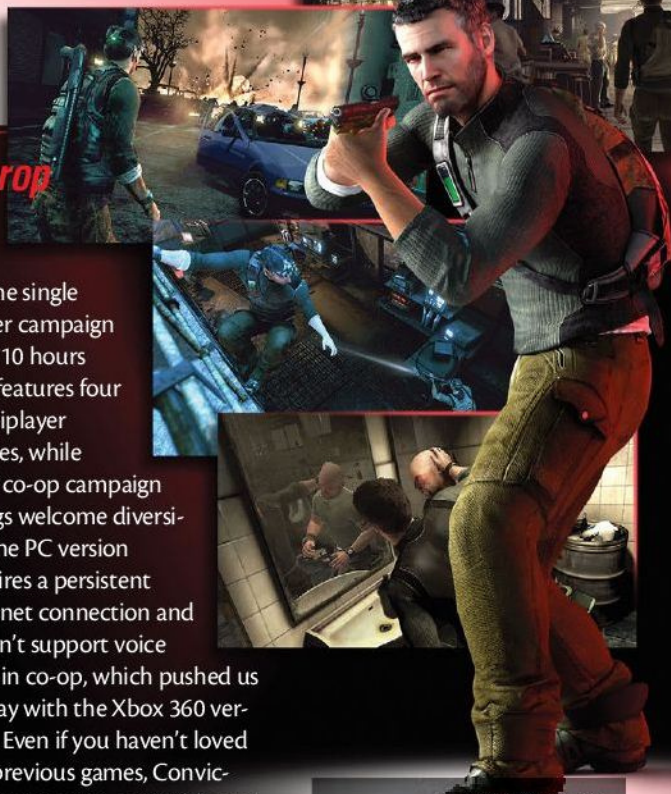 rop
ne single
er campaign
10 hours
features four
iplayer
es, while
co-op campaign
gs welcome diversi-
ne PC version
ires a persistent
net connection and
n't support voice
in co-op, which pushed us
ay with the Xbox 360 ver-
Even if you haven't loved
previous games, Convic-